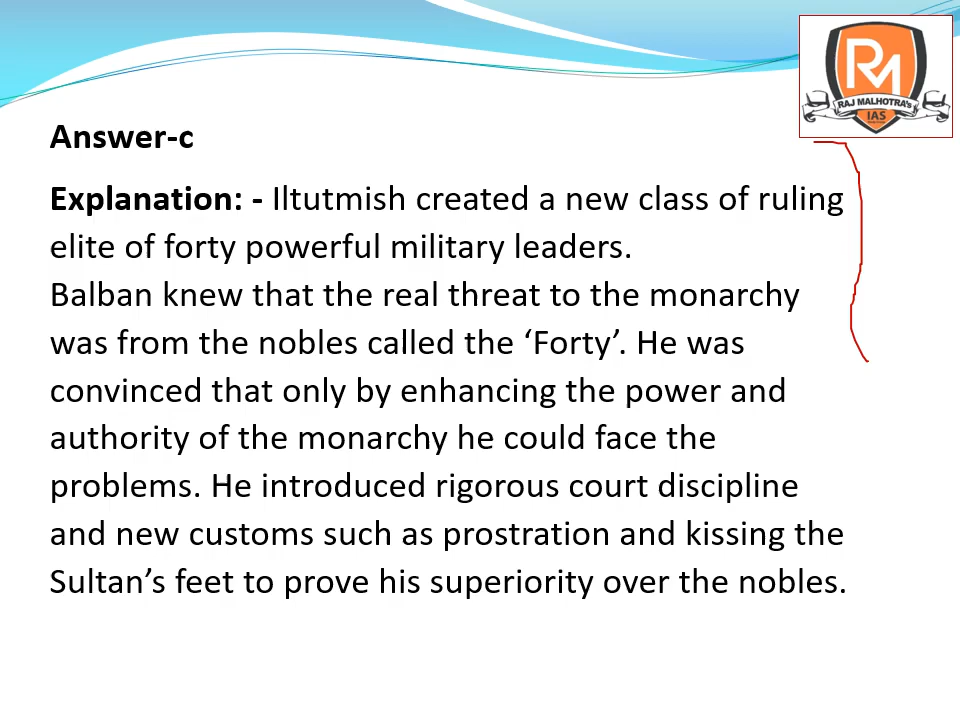 RM
RAJ MALHOTRA's
IAS
Answer-c
Explanation: - Iltutmish created a new class of ruling
elite of forty powerful military leaders.
Balban knew that the real threat to the monarchy
was from the nobles called the ‘Forty’. He was
convinced that only by enhancing the power and
authority of the monarchy he could face the
problems. He introduced rigorous court discipline
and new customs such as prostration and kissing the
Sultan’s feet to prove his superiority over the nobles.